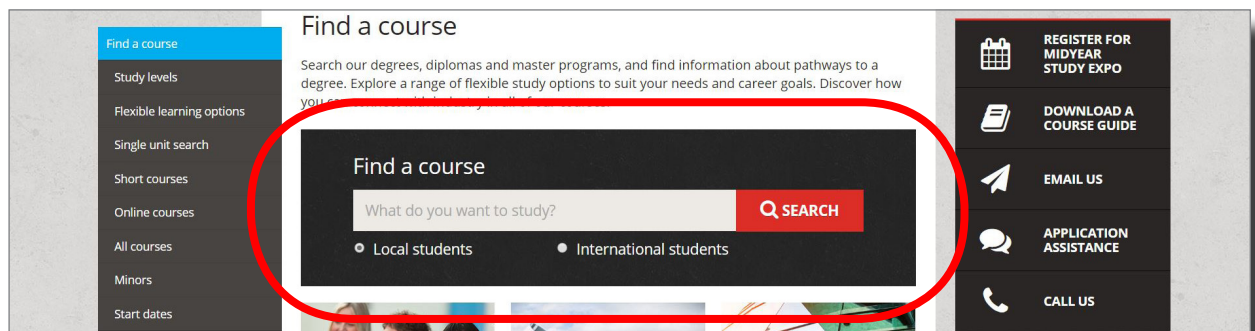 Find a course
Study levels
Flexible learning options
Single unit search
Short courses
Online courses
All courses
Minors
Start dates
Find a course
Search our degrees, diplomas and master programs, and find information about pathways to a
degree. Explore a range of flexible study options to suit your needs and career goals. Discover how
you
Find a course
What do you want to study?
SEARCH
Local students
International students
REGISTER FOR
MIDYEAR
STUDY EXPO
DOWNLOAD A
COURSE GUIDE
EMAIL US
APPLICATION
ASSISTANCE
CALL US